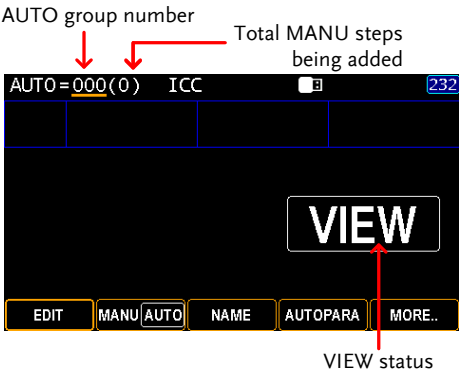 AUTO group number
Total MANU steps
being added
AUTO=000(0) ICC 232
VIEW
EDIT MANU AUTO NAME AUTOPARA MORE..
VIEW status